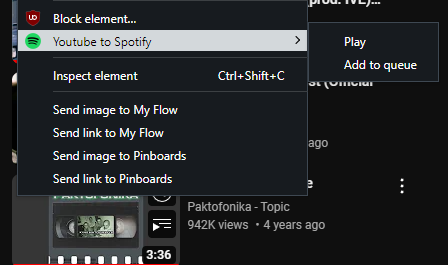 [prod. IVE)...
Block element...
Youtube to Spotify
Play
Add to queue
Inspect element Ctrl+Shift+C
st (Official
Send image to My Flow
Send link to My Flow
ago
Send image to Pinboards
Send link to Pinboards
e
PAKTOFONIKA
Paktofonika - Topic
942K views • 4 years ago
3:36